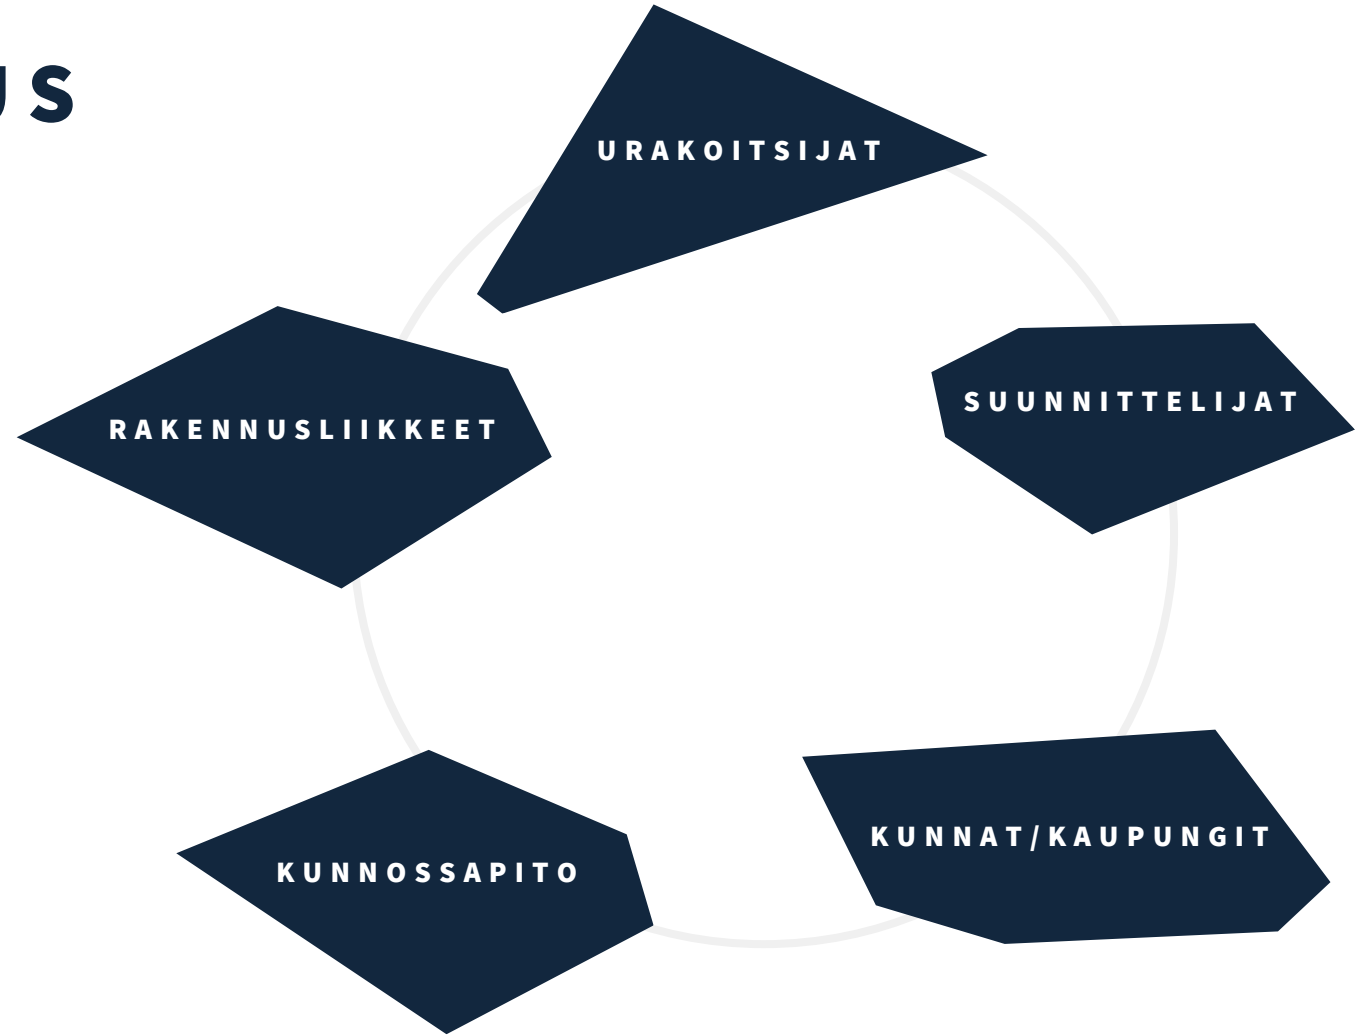 US
URAKOITSIJAT
SUUNNITTELIJAT
RAKENNUSLIIKKEET
KUNNAT/KAUPUNGIT
KUNNOSSAPITO